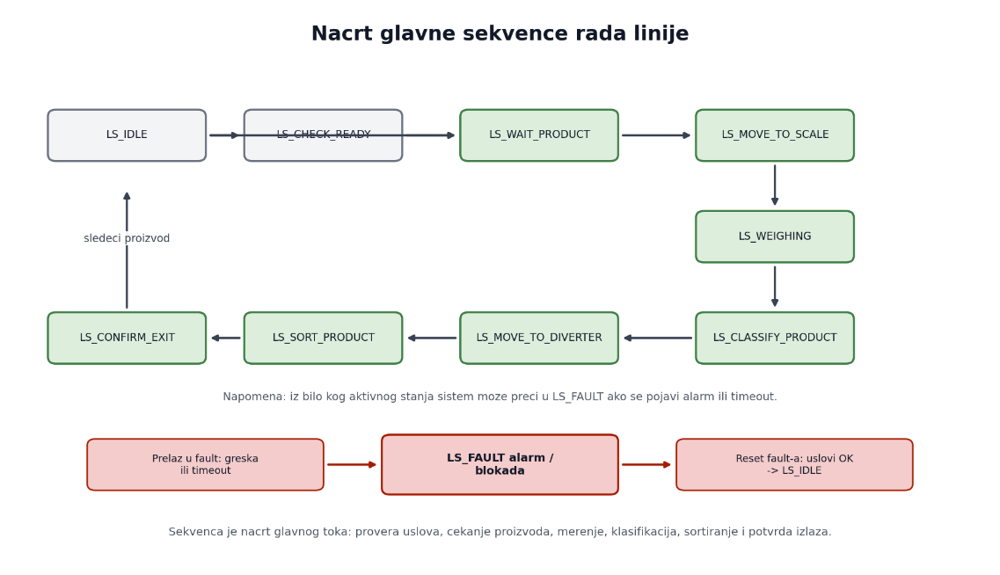 Nacrt glavne sekvence rada linije
LS_IDLE
LS_CHECK_READY
LS_WAIT_PRODUCT
LS_MOVE_TO_SCALE
LS_WEIGHING
sledeci proizvod
LS_CONFIRM_EXIT
LS_SORT_PRODUCT
LS_MOVE_TO_DIVERTER
LS_CLASSIFY_PRODUCT
Napomena: iz bilo kog aktivnog stanja sistem moze preci u LS_FAULT ako se pojavi alarm ili timeout.
Prelaz u fault: greska
ili timeout
LS_FAULT alarm /
blokada
Reset fault-a: uslovi OK
-> LS_IDLE
Sekvenca je nacrt glavnog toka: provera uslova, cekanje proizvoda, merenje, klasifikacija, sortiranje i potvrda izlaza.